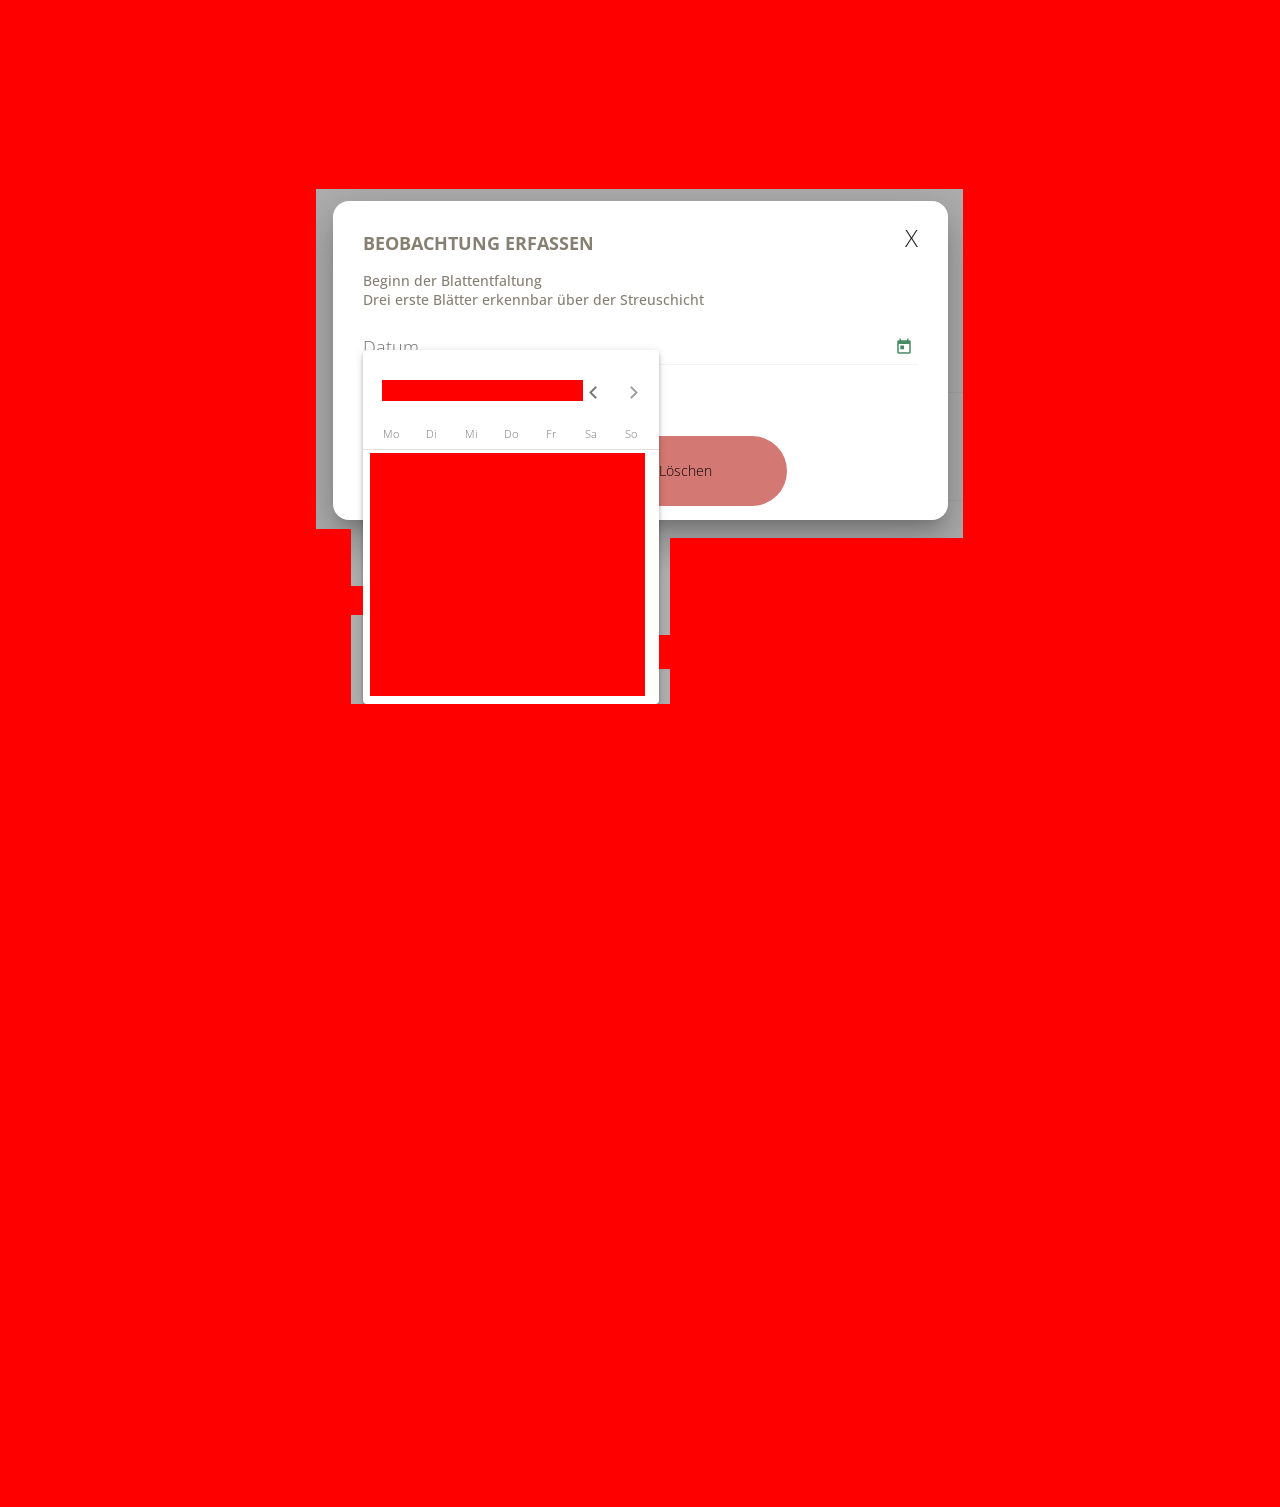 BEOBACHTUNG ERFASSEN
X
Beginn der Blattentfaltung
Drei erste Blätter erkennbar über der Streuschicht
Datum
Mo Di Mi Do Fr Sa So
Löschen